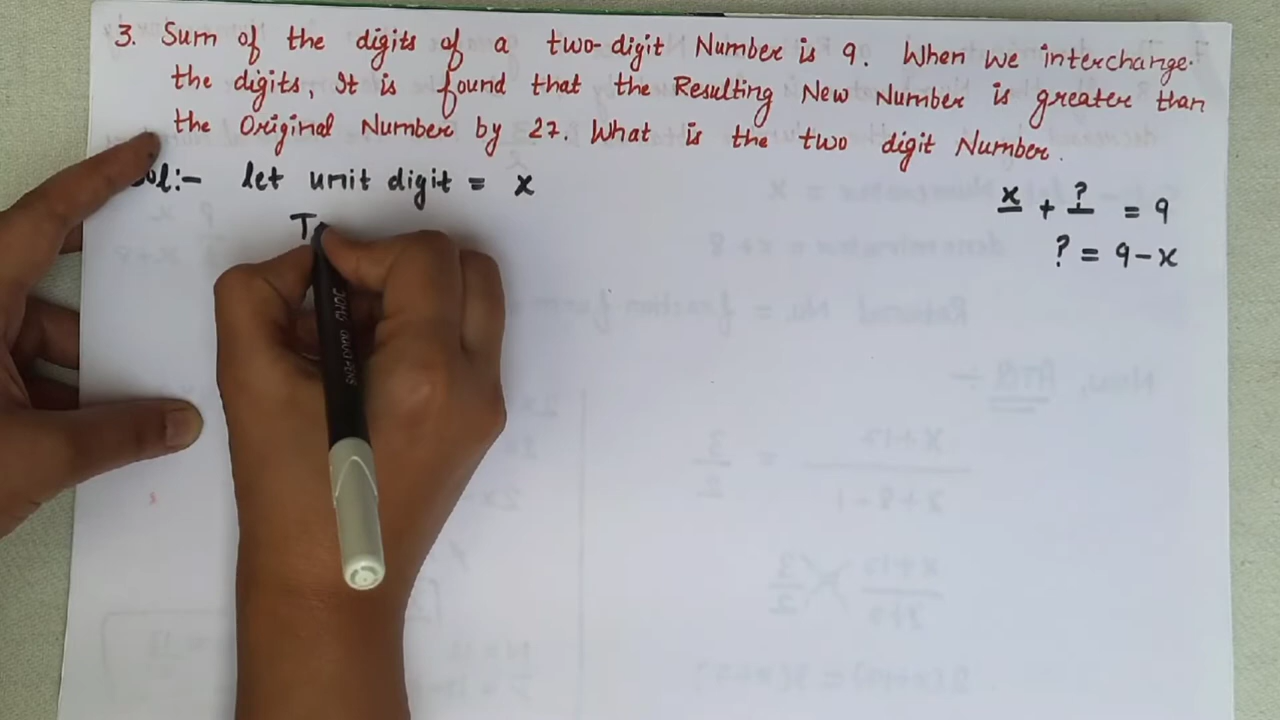 3. Sum of the digits of a two-digit Number is 9. When we interchange
the digits, It is found that the Resulting New Number is greater than
the Original Number by 27. What is the two digit Number.
let unit digit = x
x + ? = 9
? = 9-x